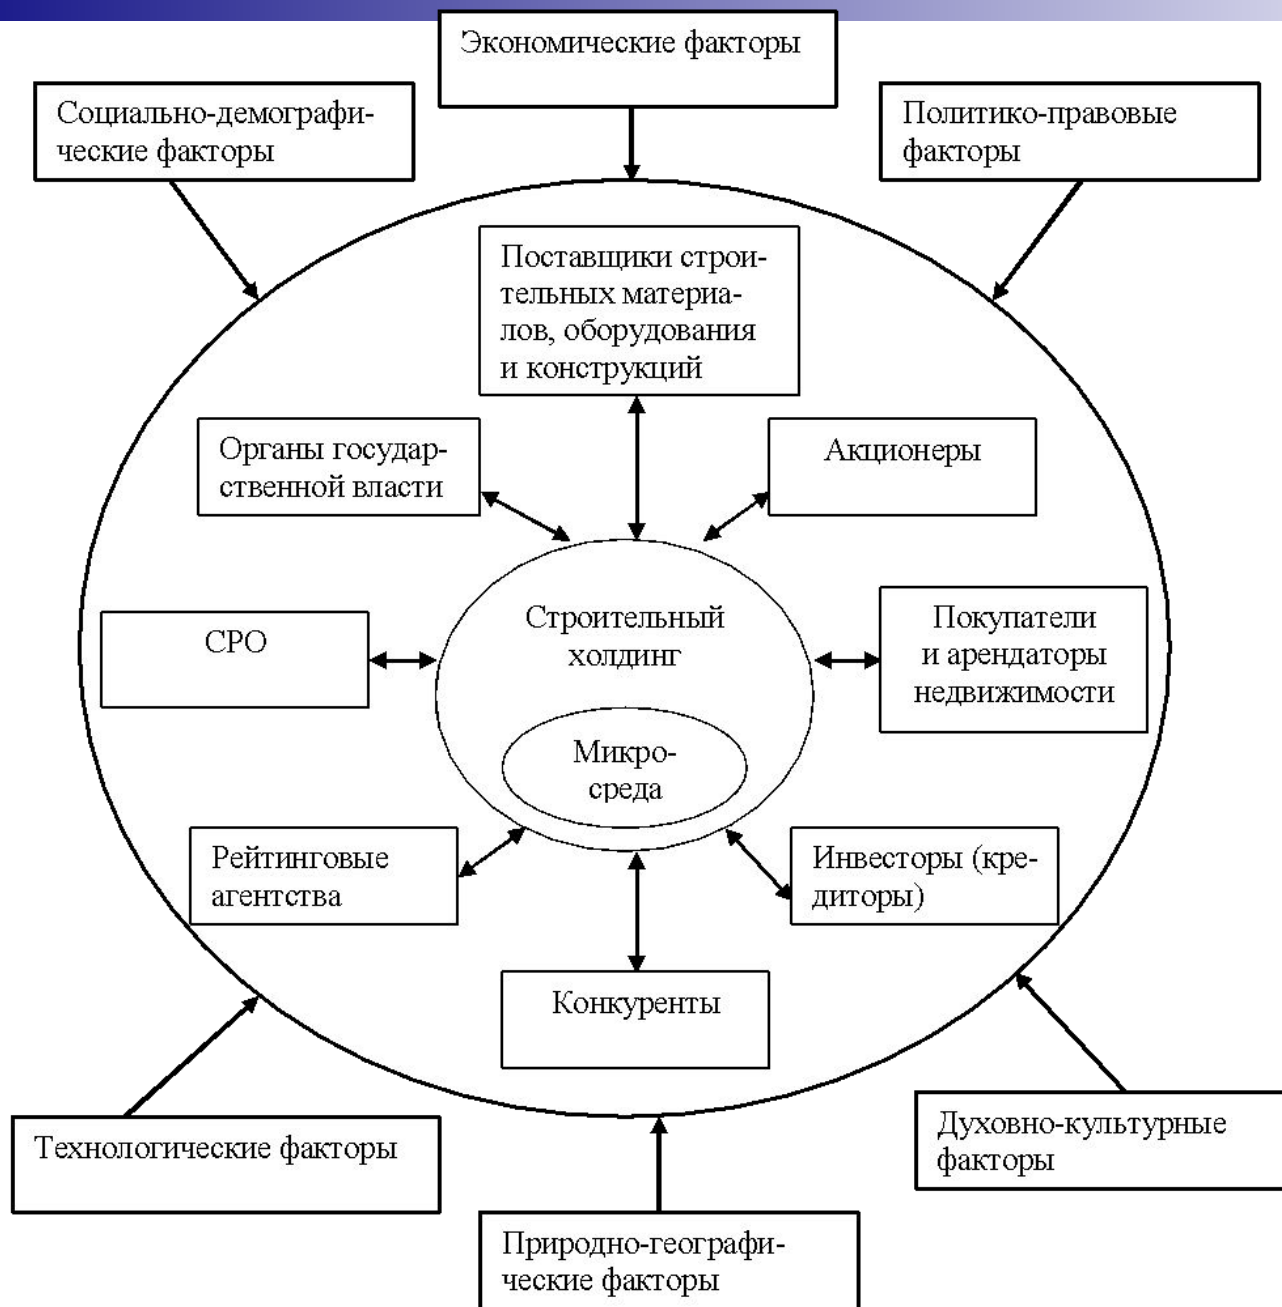 Экономические факторы
Социально-демографи-
ческие факторы
Политико-правовые
факторы
Поставщики строи-
тельных материа-
лов, оборудования
и конструкций
Органы государ-
ственной власти
Акционеры
СРО
Строительный
холдинг
Покупатели
и арендаторы
недвижимости
Микро-
среда
Рейтинговые
агентства
Инвесторы (кре-
диторы)
Конкуренты
Технологические факторы
Духовно-культурные
факторы
Природно-географи-
ческие факторы